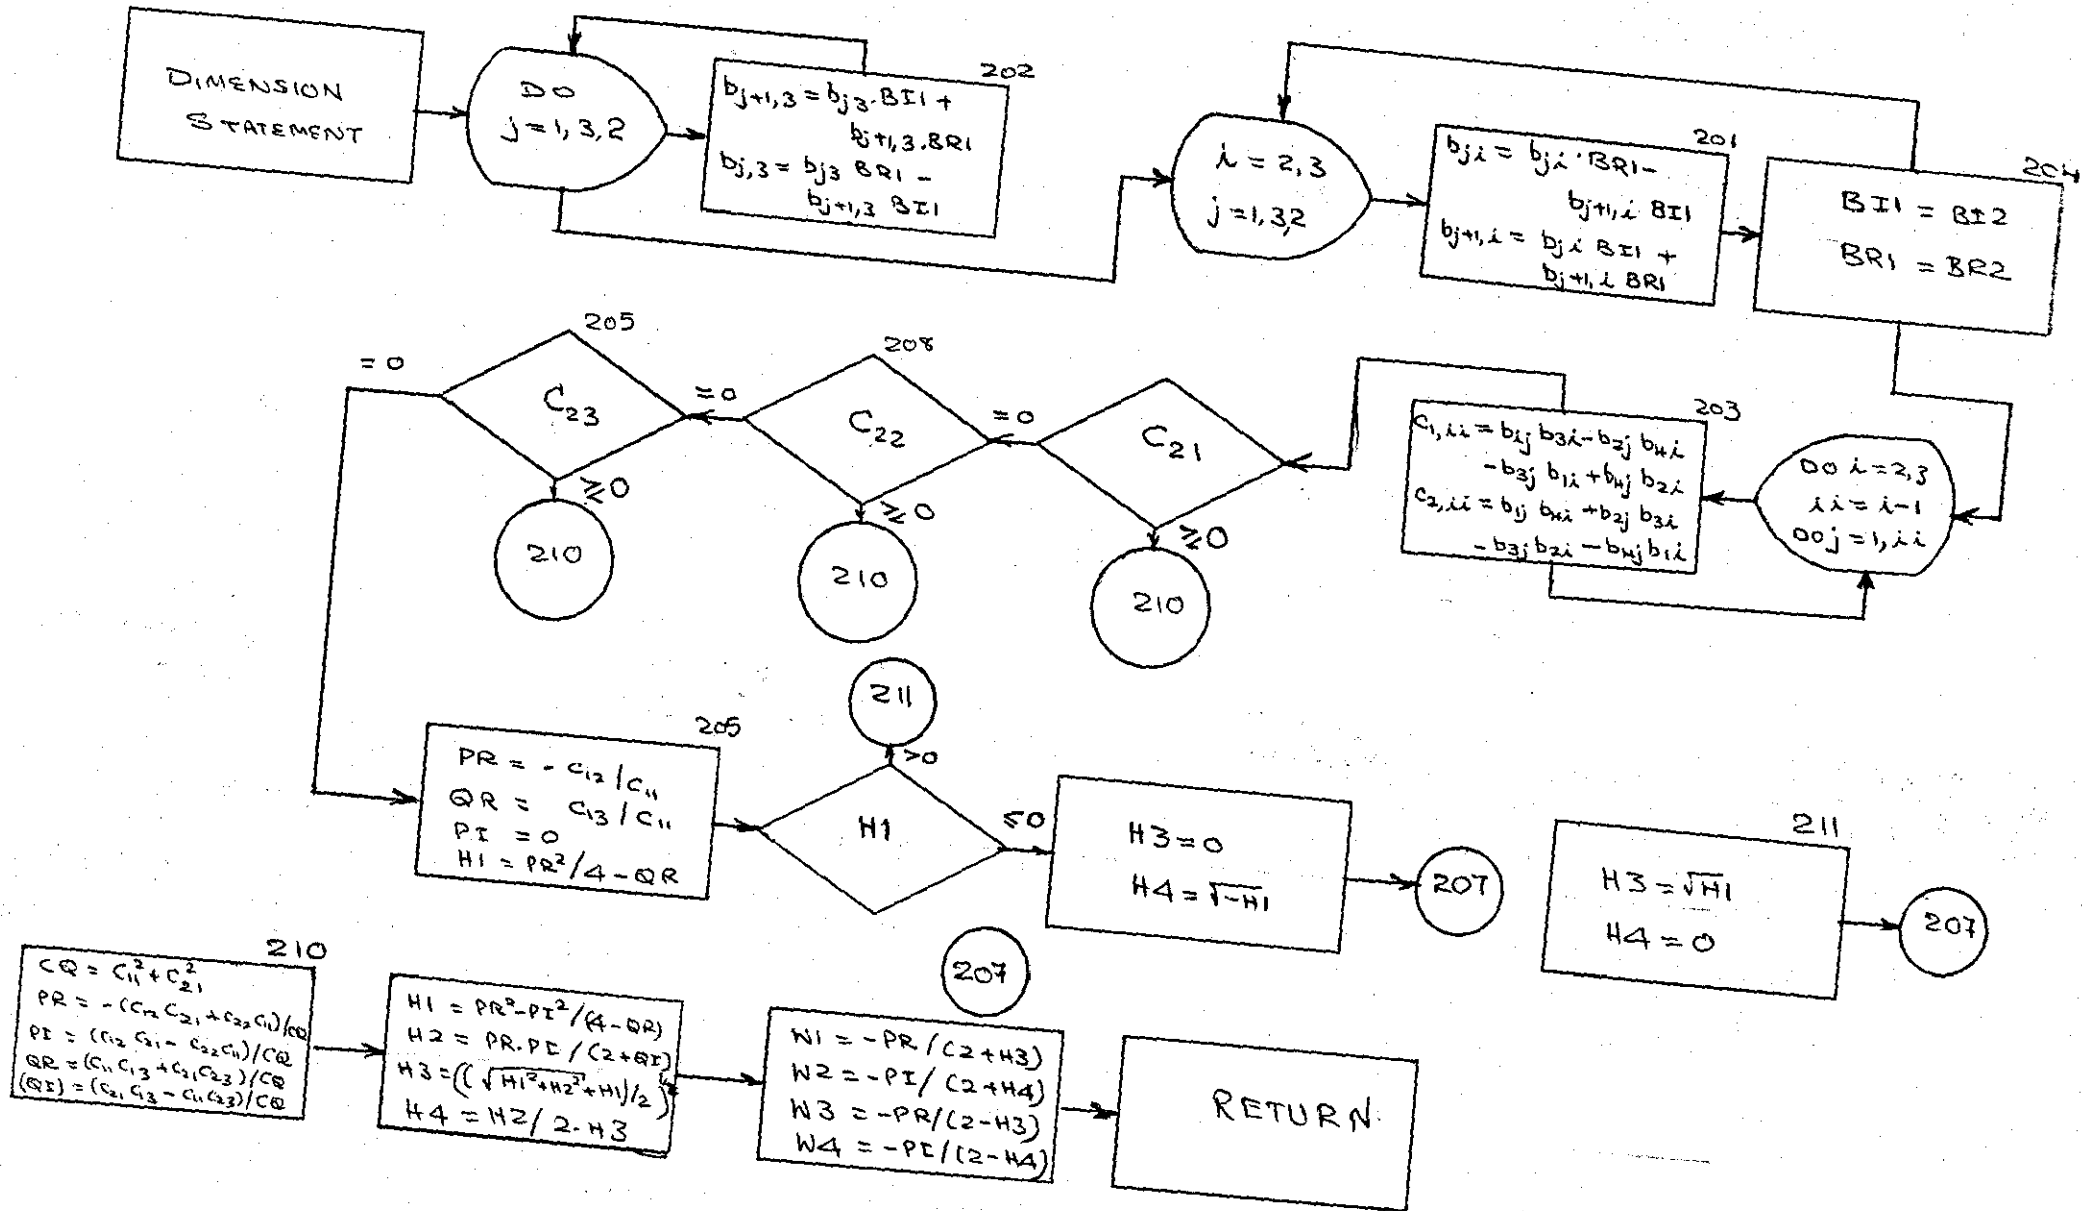 DIMENSION
STATEMENT
DO
j=1,3,2
202
bj+1,3 = bj3.BI1 +
bj+1,3.BR1
bj,3 = bj3 BR1 -
bj+1,3 BI1
i = 2,3
j=1,3,2
201
bji = bji.BR1-
bj+1,i BI1
bj+1,i = bji BI1 +
bj+1,i BR1
204
BI1 = BI2
BR1 = BR2
205
= 0
C23
≥0
210
208
=0
C22
≥0
210
=0
C21
≥0
210
203
C1,ii = b1j b3i - b2j b4i
- b3j b1i + b4j b2i
C2,ii = b1j b4i + b2j b3i
- b3j b2i - b4j b1i
DO i=2,3
ii = i-1
DO j=1,ii
205
PR = - C12/C11
QR = C13/C11
PI = 0
H1 = PR²/4-QR
211
>0
H1
≤0
H3=0
H4=√-H1
207
211
H3=√H1
H4=0
207
210
CQ = C11²+C21²
PR = -(C12 C21 + C22 C11)/CQ
PI = (C12 C21 - C22 C11)/CQ
QR = (C11 C13 + C21 C23)/CQ
(QI) = (C21 C13 - C11 C23)/CQ
H1 = PR²-PI²/(4-QR)
H2 = PR.PI/(2+QI)
H3 = ((√H1²+H2²+H1)/2)
H4 = H2/2.H3
207
W1 = -PR/(2+H3)
W2 = -PI/(2+H4)
W3 = -PR/(2-H3)
W4 = -PI/(2-H4)
RETURN.